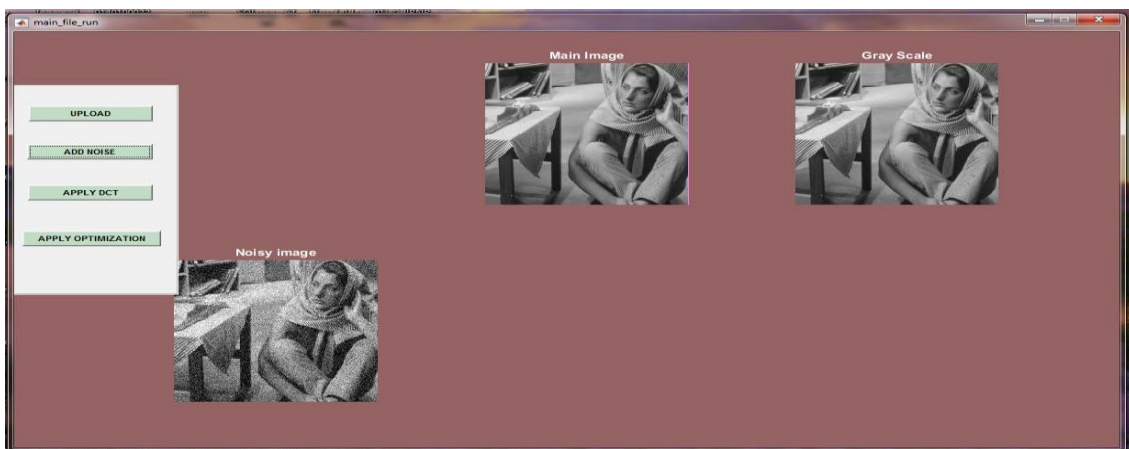 main_file_run
Main Image
Gray Scale
UPLOAD
ADD NOISE
APPLY DCT
APPLY OPTIMIZATION
Noisy image